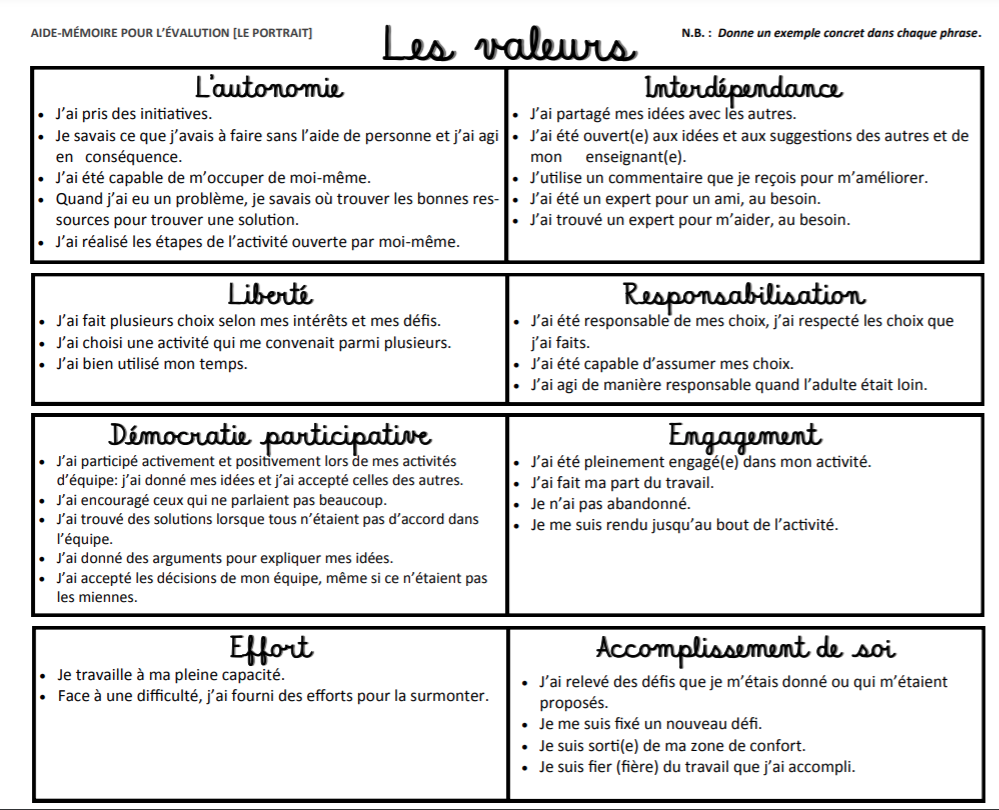 AIDE-MÉMOIRE POUR L’ÉVALUTION [LE PORTRAIT]
Les valeurs
N.B. : Donne un exemple concret dans chaque phrase.
L'autonomie
• J’ai pris des initiatives.
• Je savais ce que j’avais à faire sans l’aide de personne et j’ai agi
en conséquence.
• J’ai été capable de m’occuper de moi-même.
• Quand j’ai eu un problème, je savais où trouver les bonnes res-
sources pour trouver une solution.
• J’ai réalisé les étapes de l’activité ouverte par moi-même.
Interdépendance
• J’ai partagé mes idées avec les autres.
• J’ai été ouvert(e) aux idées et aux suggestions des autres et de
mon enseignant(e).
• J’utilise un commentaire que je reçois pour m’améliorer.
• J’ai été un expert pour un ami, au besoin.
• J’ai trouvé un expert pour m’aider, au besoin.
Liberté
• J’ai fait plusieurs choix selon mes intérêts et mes défis.
• J’ai choisi une activité qui me convenait parmi plusieurs.
• J’ai bien utilisé mon temps.
Responsabilisation
• J’ai été responsable de mes choix, j’ai respecté les choix que
j’ai faits.
• J’ai été capable d’assumer mes choix.
• J’ai agi de manière responsable quand l’adulte était loin.
Démocratie participative
• J’ai participé activement et positivement lors de mes activités
d’équipe: j’ai donné mes idées et j’ai accepté celles des autres.
• J’ai encouragé ceux qui ne parlaient pas beaucoup.
• J’ai trouvé des solutions lorsque tous n’étaient pas d’accord dans
l’équipe.
• J’ai donné des arguments pour expliquer mes idées.
• J’ai accepté les décisions de mon équipe, même si ce n’étaient pas
les miennes.
Engagement
• J’ai été pleinement engagé(e) dans mon activité.
• J’ai fait ma part du travail.
• Je n’ai pas abandonné.
• Je me suis rendu jusqu’au bout de l’activité.
Effort
• Je travaille à ma pleine capacité.
• Face à une difficulté, j’ai fourni des efforts pour la surmonter.
Accomplissement de soi
• J’ai relevé des défis que je m’étais donné ou qui m’étaient
proposés.
• Je me suis fixé un nouveau défi.
• Je suis sorti(e) de ma zone de confort.
• Je suis fier (fière) du travail que j’ai accompli.